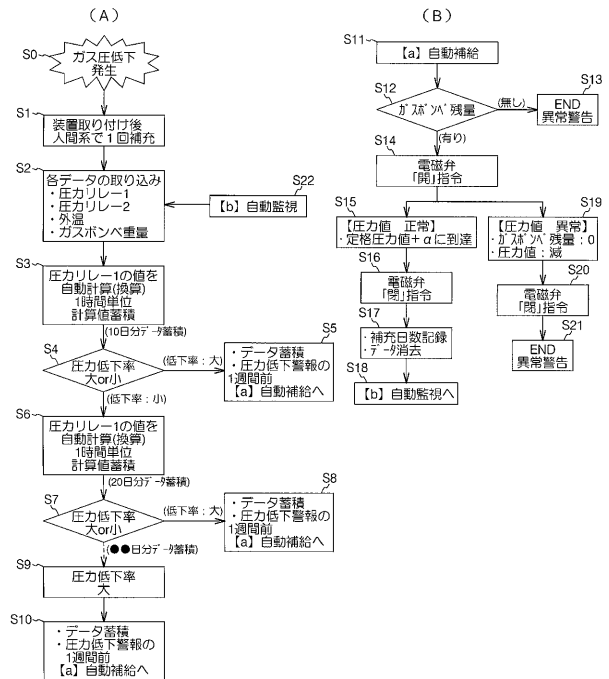 (A)
S0
ガス圧低下
発生
S1
装置取り付け後
人間系で1回補充
S2
各データの取り込み
・圧力リレー1
・圧力リレー2
・外温
・ガスボンベ重量
S22
【b】自動監視
S3
圧力リレー1の値を
自動計算(換算)
1時間単位
計算値蓄積
(10日分ﾃﾞｰﾀ蓄積)
S4
圧力低下率
大or小
(低下率:大)
S5
・データ蓄積
・圧力低下警報の
1週間前
【a】自動補給へ
(低下率:小)
S6
圧力リレー1の値を
自動計算(換算)
1時間単位
計算値蓄積
(20日分ﾃﾞｰﾀ蓄積)
S7
圧力低下率
大or小
(低下率:大)
S8
・データ蓄積
・圧力低下警報の
1週間前
【a】自動補給へ
(●●日分ﾃﾞｰﾀ蓄積)
S9
圧力低下率
大
S10
・データ蓄積
・圧力低下警報の
1週間前
【a】自動補給へ
(B)
S11
【a】自動補給
S12
ｶﾞｽﾎﾞﾝﾍﾞ残量
(無し)
S13
END
異常警告
(有り)
S14
電磁弁
「開」指令
S15
【圧力値 正常】
・定格圧力値+αに到達
S19
【圧力値 異常】
・ｶﾞｽﾎﾞﾝﾍﾞ残量:0
・圧力値:減
S16
電磁弁
「閉」指令
S20
電磁弁
「閉」指令
S17
・補充日数記録
・ﾃﾞｰﾀ消去
S21
END
異常警告
S18
【b】自動監視へ